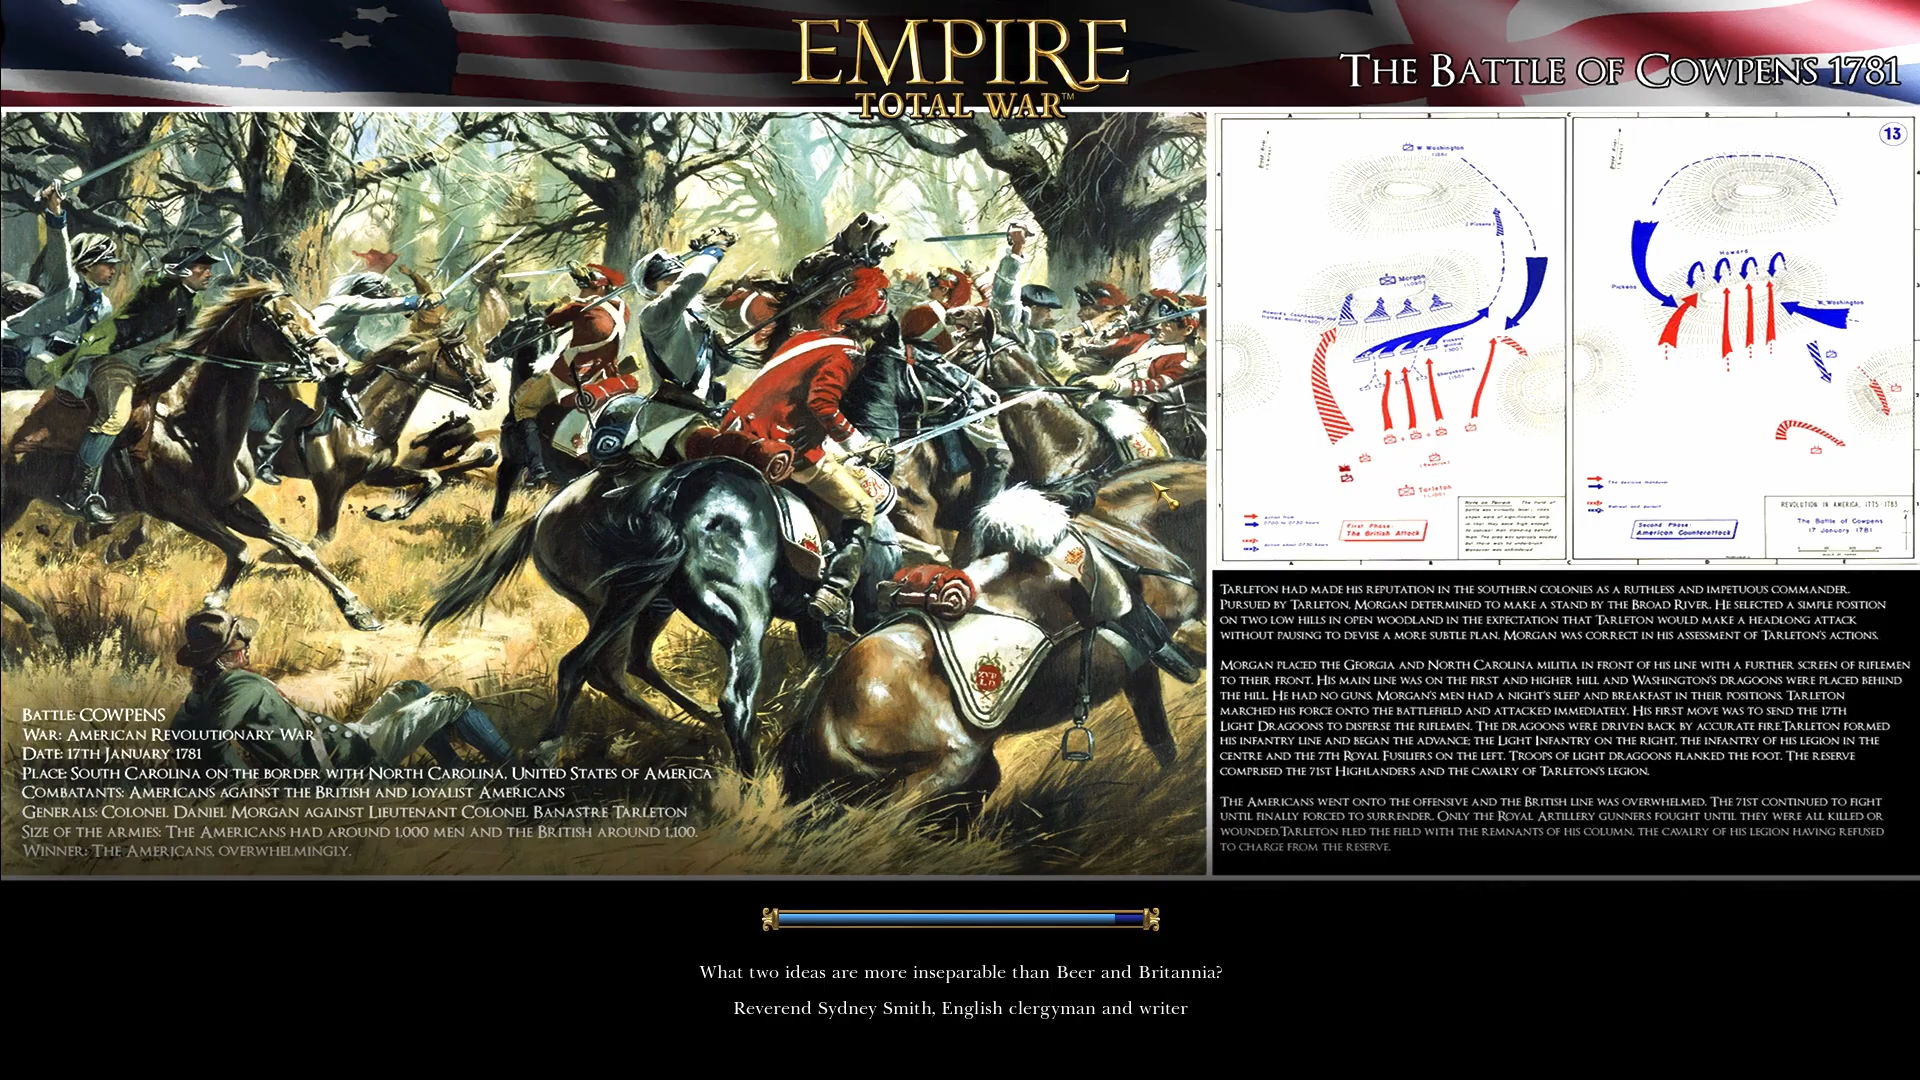 EMPIRE
TOTAL WAR™
THE BATTLE OF COWPENS 1781
13
W. Washington
Morgan
Tarleton
First Phase:
The British Attack
Howard
Pickens
W. Washington
The decisive maneuver
Retreat and pursuit
Second Phase:
American Counterattack
REVOLUTION IN AMERICA, 1775-1783
The Battle of Cowpens
17 January 1781
BATTLE: COWPENS
WAR: AMERICAN REVOLUTIONARY WAR
DATE: 17TH JANUARY 1781
PLACE: SOUTH CAROLINA ON THE BORDER WITH NORTH CAROLINA, UNITED STATES OF AMERICA
COMBATANTS: AMERICANS AGAINST THE BRITISH AND LOYALIST AMERICANS
GENERALS: COLONEL DANIEL MORGAN AGAINST LIEUTENANT COLONEL BANASTRE TARLETON
SIZE OF THE ARMIES: THE AMERICANS HAD AROUND 1,000 MEN AND THE BRITISH AROUND 1,100.
WINNER: THE AMERICANS, OVERWHELMINGLY.
TARLETON HAD MADE HIS REPUTATION IN THE SOUTHERN COLONIES AS A RUTHLESS AND IMPETUOUS COMMANDER.
PURSUED BY TARLETON, MORGAN DETERMINED TO MAKE A STAND BY THE BROAD RIVER. HE SELECTED A SIMPLE POSITION
ON TWO LOW HILLS IN OPEN WOODLAND IN THE EXPECTATION THAT TARLETON WOULD MAKE A HEADLONG ATTACK
WITHOUT PAUSING TO DEVISE A MORE SUBTLE PLAN. MORGAN WAS CORRECT IN HIS ASSESSMENT OF TARLETON'S ACTIONS.
MORGAN PLACED THE GEORGIA AND NORTH CAROLINA MILITIA IN FRONT OF HIS LINE WITH A FURTHER SCREEN OF RIFLEMEN
TO THEIR FRONT. HIS MAIN LINE WAS ON THE FIRST AND HIGHER HILL AND WASHINGTON'S DRAGOONS WERE PLACED BEHIND
THE HILL. HE HAD NO GUNS. MORGAN'S MEN HAD A NIGHT'S SLEEP AND BREAKFAST IN THEIR POSITIONS. TARLETON
MARCHED HIS FORCE ONTO THE BATTLEFIELD AND ATTACKED IMMEDIATELY. HIS FIRST MOVE WAS TO SEND THE 17TH
LIGHT DRAGOONS TO DISPERSE THE RIFLEMEN. THE DRAGOONS WERE DRIVEN BACK BY ACCURATE FIRE.TARLETON FORMED
HIS INFANTRY LINE AND BEGAN THE ADVANCE; THE LIGHT INFANTRY ON THE RIGHT, THE INFANTRY OF HIS LEGION IN THE
CENTRE AND THE 7TH ROYAL FUSILIERS ON THE LEFT. TROOPS OF LIGHT DRAGOONS FLANKED THE FOOT. THE RESERVE
COMPRISED THE 71ST HIGHLANDERS AND THE CAVALRY OF TARLETON'S LEGION.
THE AMERICANS WENT ONTO THE OFFENSIVE AND THE BRITISH LINE WAS OVERWHELMED. THE 71ST CONTINUED TO FIGHT
UNTIL FINALLY FORCED TO SURRENDER. ONLY THE ROYAL ARTILLERY GUNNERS FOUGHT UNTIL THEY WERE ALL KILLED OR
WOUNDED.TARLETON FLED THE FIELD WITH THE REMNANTS OF HIS COLUMN, THE CAVALRY OF HIS LEGION HAVING REFUSED
TO CHARGE FROM THE RESERVE.
What two ideas are more inseparable than Beer and Britannia?
Reverend Sydney Smith, English clergyman and writer